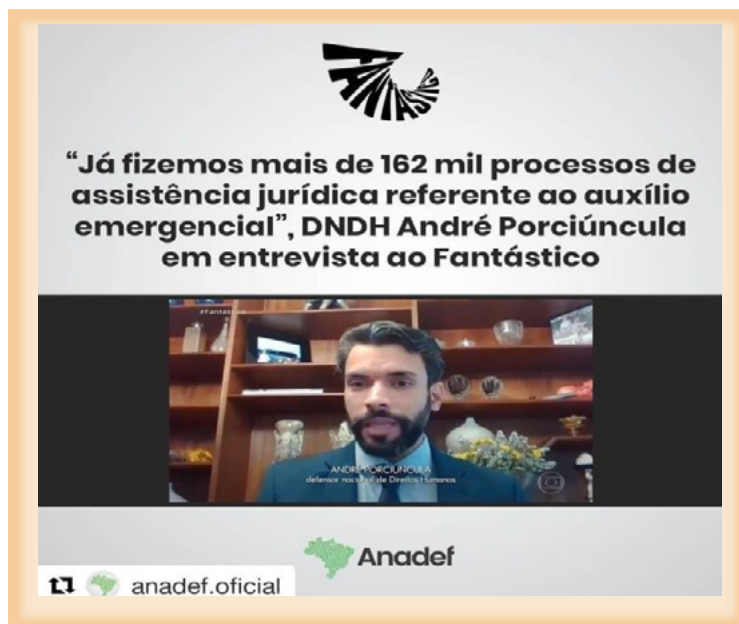 “Já fizemos mais de 162 mil processos de
assistência jurídica referente ao auxílio
emergencial”, DNDH André Porciúncula
em entrevista ao Fantástico
#Fantástico
ANDRÉ PORCIÚNCULA
defensor nacional de Direitos Humanos
Anadef
anadef.oficial